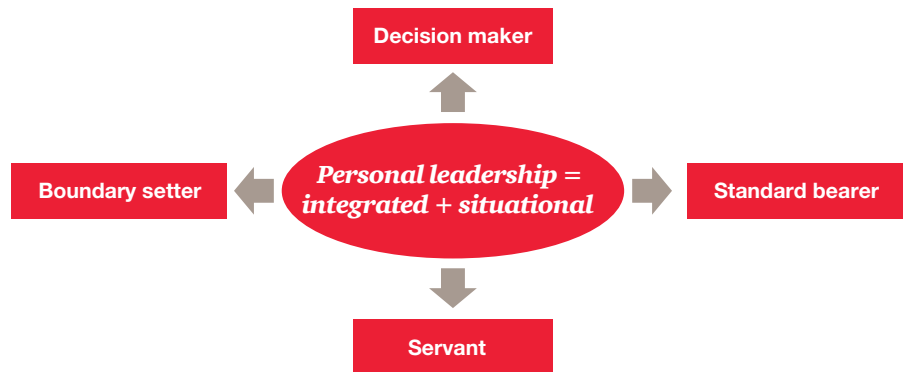 Decision maker
Boundary setter
Personal leadership =
integrated + situational
Standard bearer
Servant